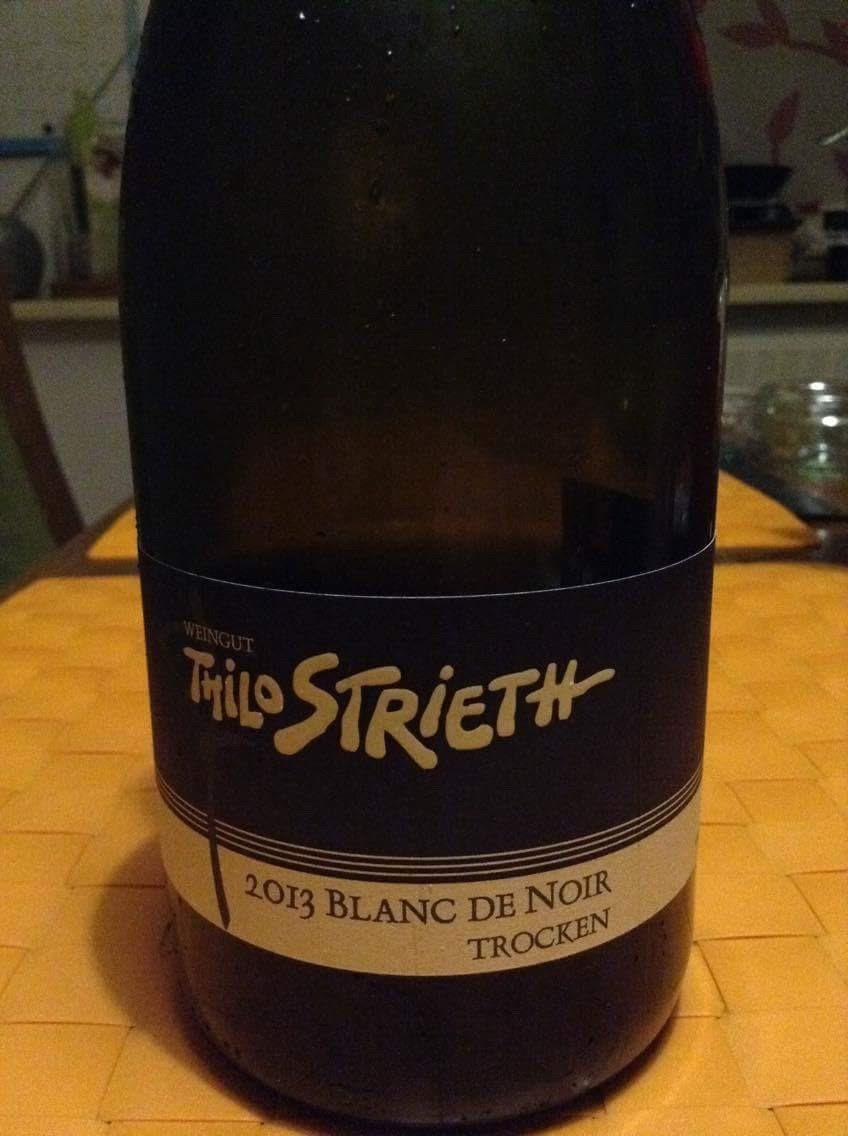 WEINGUT
THiLO STRiETH
2013 BLANC DE NOIR
TROCKEN